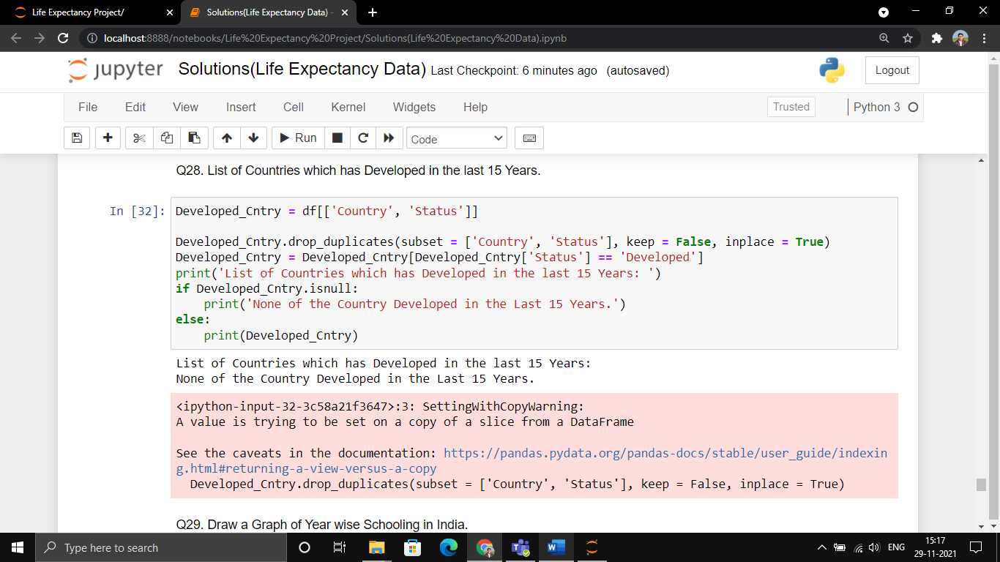 Life Expectancy Project/
Solutions(Life Expectancy Data) -
localhost:8888/notebooks/Life%20Expectancy%20Project/Solutions(Life%20Expectancy%20Data).ipynb
jupyter Solutions(Life Expectancy Data) Last Checkpoint: 6 minutes ago (autosaved)
Logout
File Edit View Insert Cell Kernel Widgets Help Trusted Python 3
Run Code
Q28. List of Countries which has Developed in the last 15 Years.
In [32]: Developed_Cntry = df[['Country', 'Status']]
Developed_Cntry.drop_duplicates(subset = ['Country', 'Status'], keep = False, inplace = True)
Developed_Cntry = Developed_Cntry[Developed_Cntry['Status'] == 'Developed']
print('List of Countries which has Developed in the last 15 Years: ')
if Developed_Cntry.isnull:
    print('None of the Country Developed in the Last 15 Years.')
else:
    print(Developed_Cntry)
List of Countries which has Developed in the last 15 Years:
None of the Country Developed in the Last 15 Years.
<ipython-input-32-3c58a21f3647>:3: SettingWithCopyWarning:
A value is trying to be set on a copy of a slice from a DataFrame
See the caveats in the documentation: https://pandas.pydata.org/pandas-docs/stable/user_guide/indexin
g.html#returning-a-view-versus-a-copy
  Developed_Cntry.drop_duplicates(subset = ['Country', 'Status'], keep = False, inplace = True)
Q29. Draw a Graph of Year wise Schooling in India.
Type here to search
ENG
15:17
29-11-2021